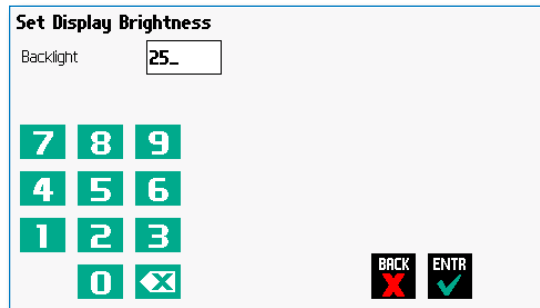 Set Display Brightness
Backlight 25_
7 8 9
4 5 6
1 2 3
0 X
BACK ENTR